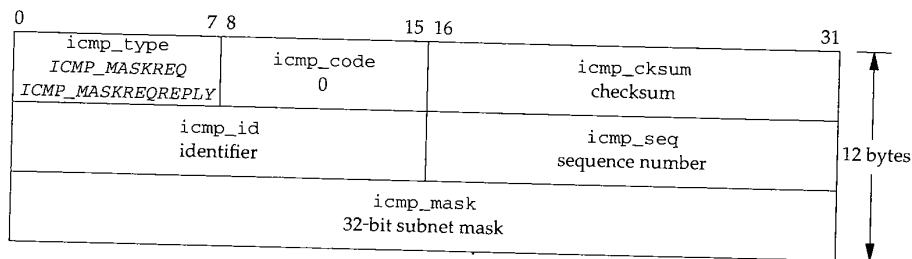 0 7 8 15 16 31
icmp_type
ICMP_MASKREQ
ICMP_MASKREQREPLY
icmp_code
0
icmp_cksum
checksum
icmp_id
identifier
icmp_seq
sequence number
12 bytes
icmp_mask
32-bit subnet mask